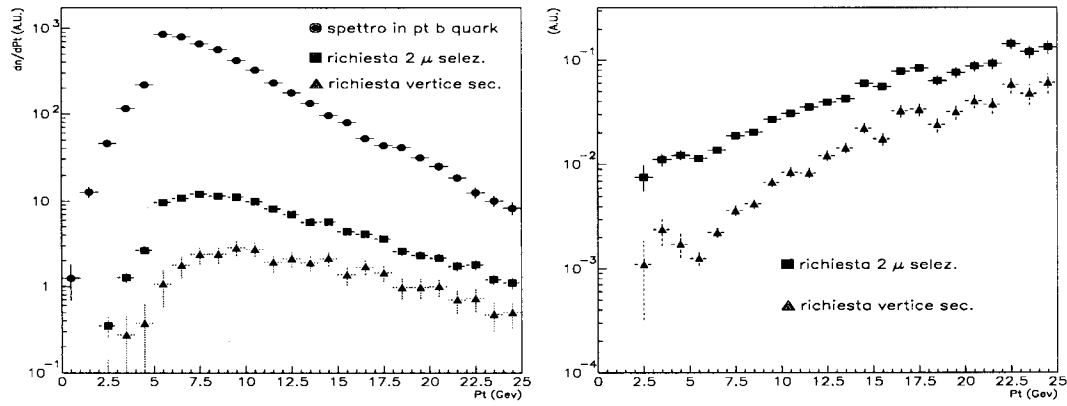 dn/dPt (A.U.)
10³
10²
10
1
10⁻¹
spettro in pt b quark
richiesta 2 μ selez.
richiesta vertice sec.
0 2.5 5 7.5 10 12.5 15 17.5 20 22.5 25
Pt (Gev)
(A.U.)
10⁻¹
10⁻²
10⁻³
10⁻⁴
richiesta 2 μ selez.
richiesta vertice sec.
0 2.5 5 7.5 10 12.5 15 17.5 20 22.5 25
Pt (Gev)